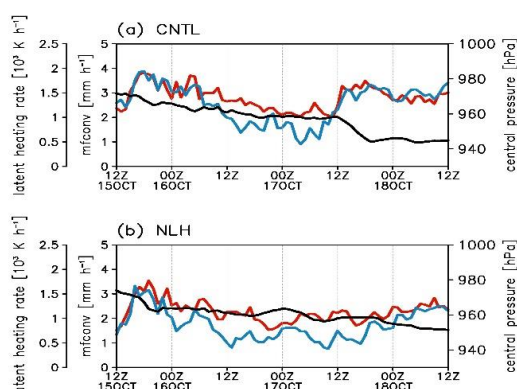 (a) CNTL
latent heating rate [10³ K h⁻¹]
2.5
2
1.5
1
0.5
0
mfconv [mm h⁻¹]
5
4
3
2
1
0
central pressure [hPa]
1000
980
960
940
12Z 00Z 12Z 00Z 12Z 00Z 12Z
15OCT 16OCT 17OCT 18OCT
(b) NLH
latent heating rate [10³ K h⁻¹]
2.5
2
1.5
1
0.5
0
mfconv [mm h⁻¹]
5
4
3
2
1
0
central pressure [hPa]
1000
980
960
940
12Z 00Z 12Z 00Z 12Z 00Z 12Z
15OCT 16OCT 17OCT 18OCT